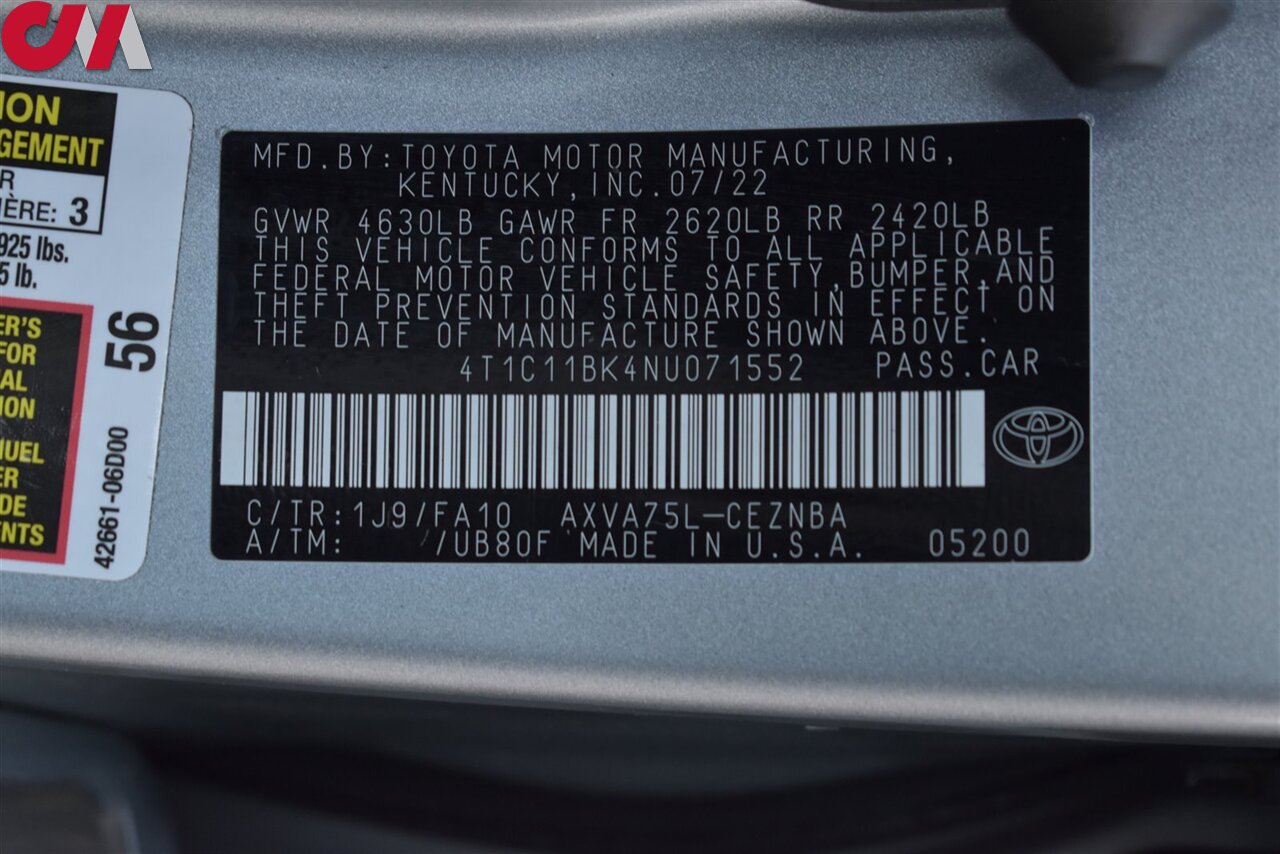 CM
ION
GEMENT
R
IÈRE: 3
925 lbs.
5 lb.
ER'S
FOR
AL
ION
NUEL
ER
DE
ENTS
56
42661-06D00
MFD.BY:TOYOTA MOTOR MANUFACTURING,
KENTUCKY,INC.07/22
GVWR 4630LB GAWR FR 2620LB RR 2420LB
THIS VEHICLE CONFORMS TO ALL APPLICABLE
FEDERAL MOTOR VEHICLE SAFETY,BUMPER,AND
THEFT PREVENTION STANDARDS IN EFFECT ON
THE DATE OF MANUFACTURE SHOWN ABOVE.
4T1C11BK4NU071552 PASS.CAR
C/TR:1J9/FA10 AXVA75L-CEZNBA
A/TM: /UB80F MADE IN U.S.A. 05200